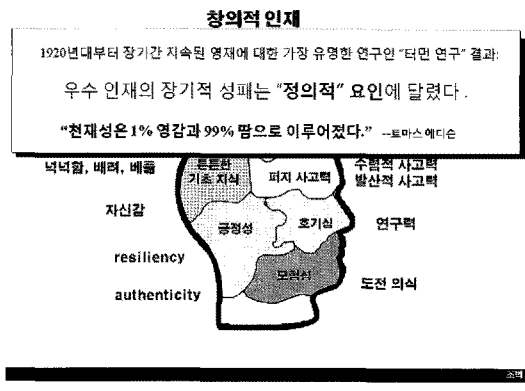 창의적 인재
1920년대부터 장기간 지속된 영재에 대한 가장 유명한 연구인 "터먼 연구" 결과:
우수 인재의 장기적 성패는 "정의적" 요인에 달렸다.
"천재성은 1% 영감과 99% 땀으로 이루어졌다." --토마스 에디슨
넉넉함, 배려, 베풂
튼튼한
기초 지식
퍼지 사고력
수렴적 사고력
발산적 사고력
자신감
긍정성
호기심
연구력
resiliency
모험심
authenticity
도전 의식
조벽